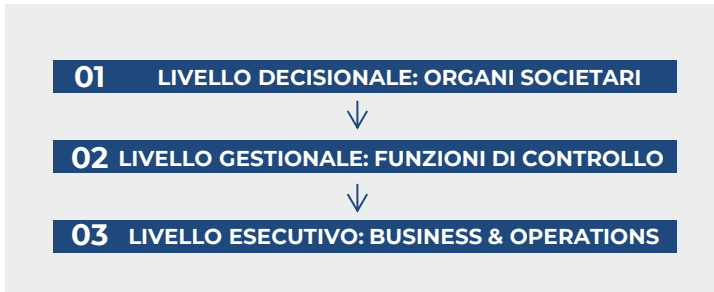 01 LIVELLO DECISIONALE: ORGANI SOCIETARI
02 LIVELLO GESTIONALE: FUNZIONI DI CONTROLLO
03 LIVELLO ESECUTIVO: BUSINESS & OPERATIONS